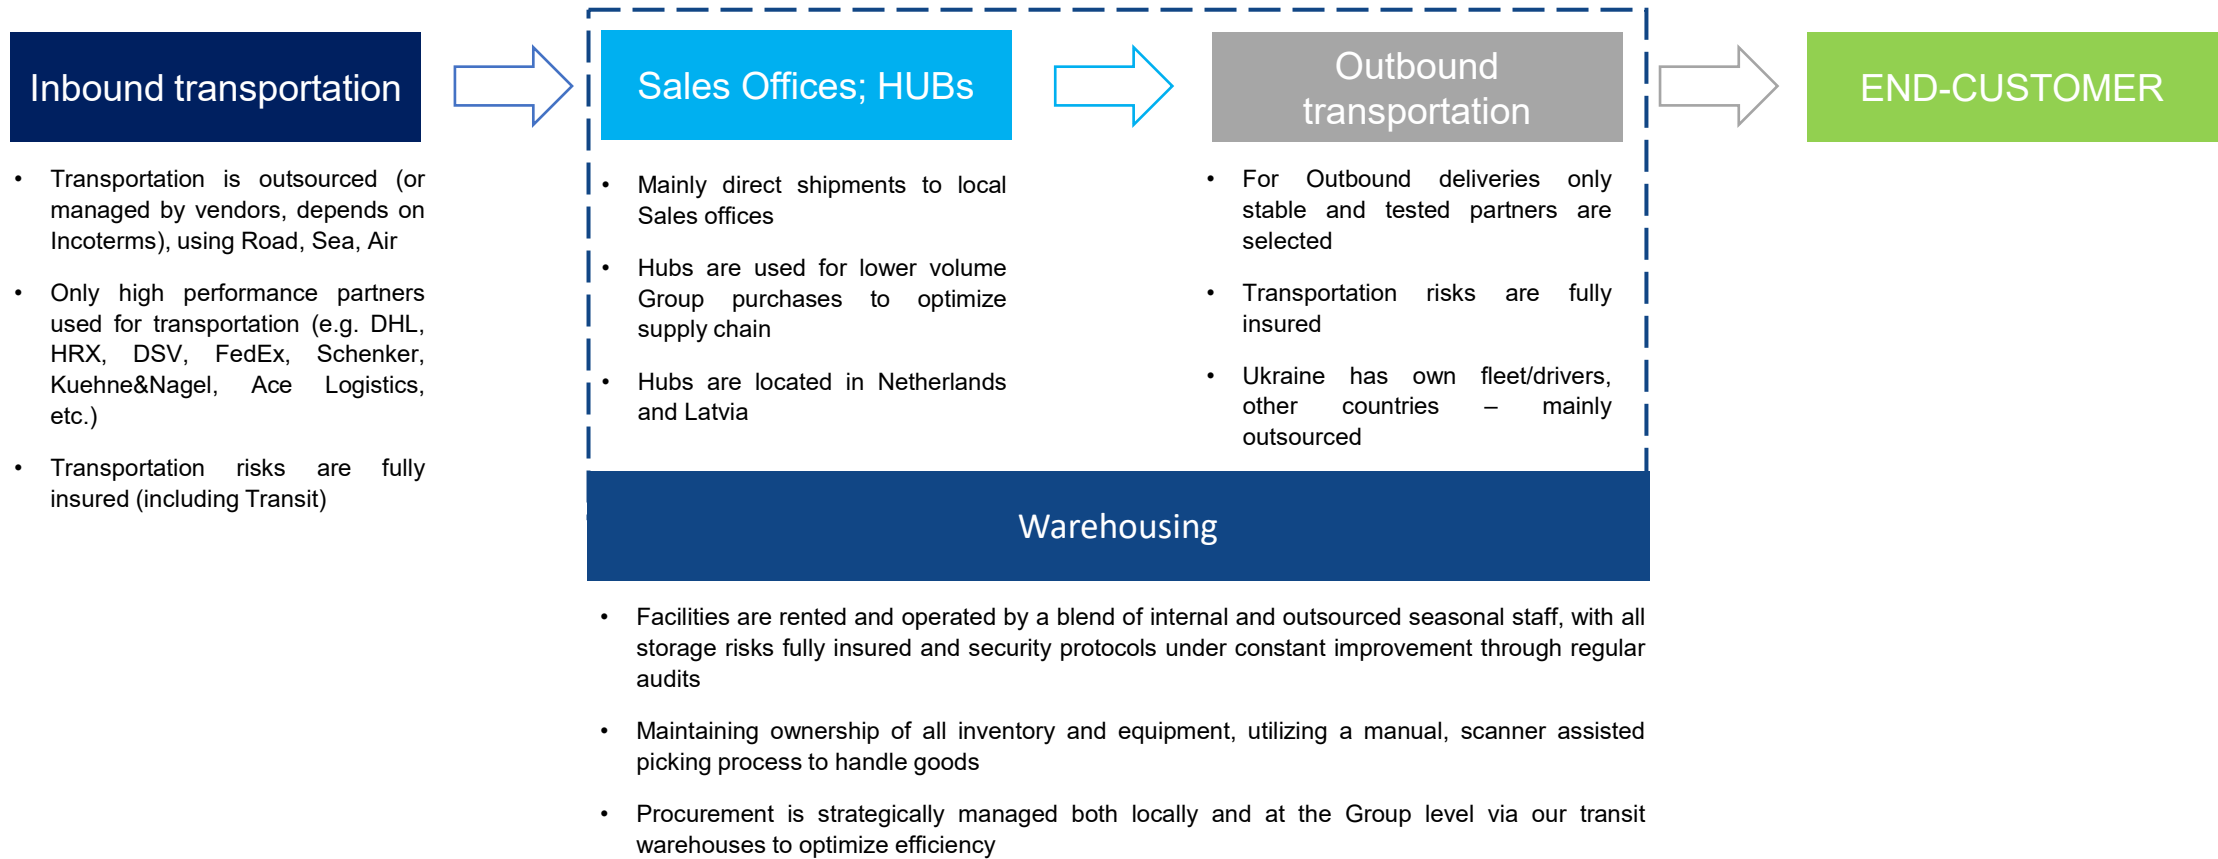 Inbound transportation
• Transportation is outsourced (or
managed by vendors, depends on
Incoterms), using Road, Sea, Air
• Only high performance partners
used for transportation (e.g. DHL,
HRX, DSV, FedEx, Schenker,
Kuehne&Nagel, Ace Logistics,
etc.)
• Transportation risks are fully
insured (including Transit)
Sales Offices; HUBs
• Mainly direct shipments to local
Sales offices
• Hubs are used for lower volume
Group purchases to optimize
supply chain
• Hubs are located in Netherlands
and Latvia
Outbound
transportation
• For Outbound deliveries only
stable and tested partners are
selected
• Transportation risks are fully
insured
• Ukraine has own fleet/drivers,
other countries – mainly
outsourced
END-CUSTOMER
Warehousing
• Facilities are rented and operated by a blend of internal and outsourced seasonal staff, with all
storage risks fully insured and security protocols under constant improvement through regular
audits
• Maintaining ownership of all inventory and equipment, utilizing a manual, scanner assisted
picking process to handle goods
• Procurement is strategically managed both locally and at the Group level via our transit
warehouses to optimize efficiency